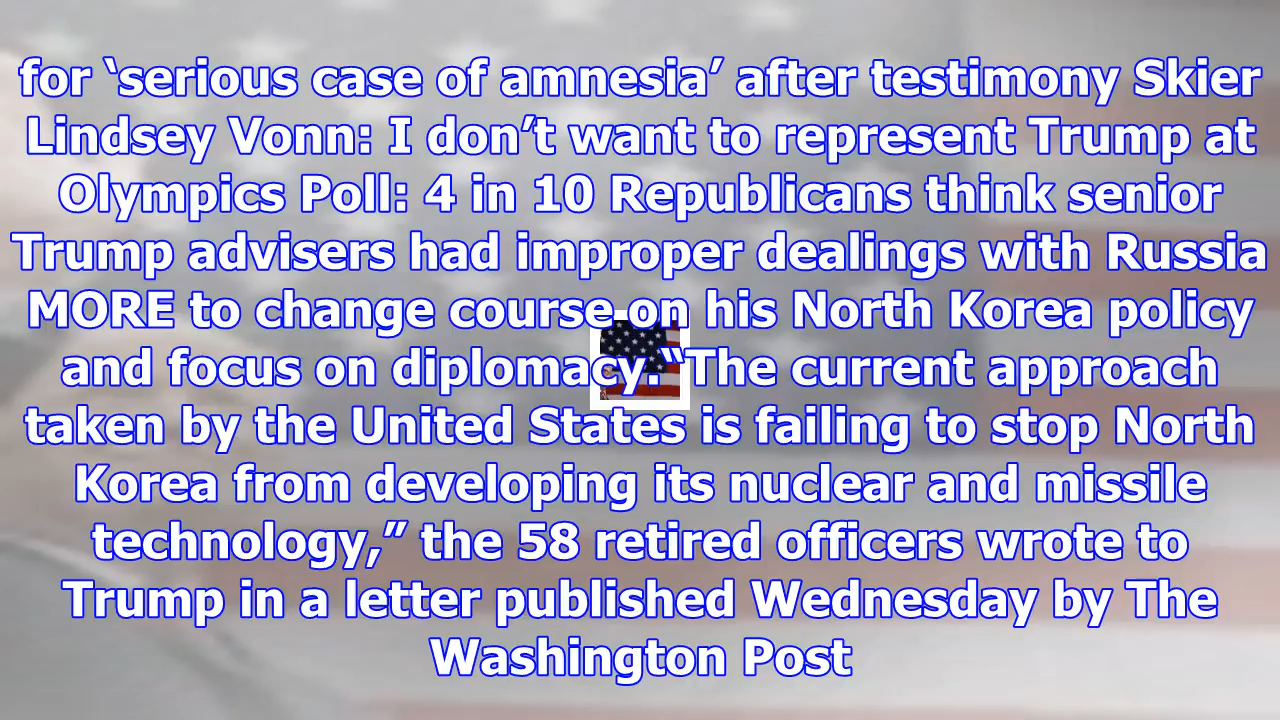 for ‘serious case of amnesia’ after testimony Skier
Lindsey Vonn: I don’t want to represent Trump at
Olympics Poll: 4 in 10 Republicans think senior
Trump advisers had improper dealings with Russia
MORE to change course on his North Korea policy
and focus on diplomacy.“The current approach
taken by the United States is failing to stop North
Korea from developing its nuclear and missile
technology,” the 58 retired officers wrote to
Trump in a letter published Wednesday by The
Washington Post